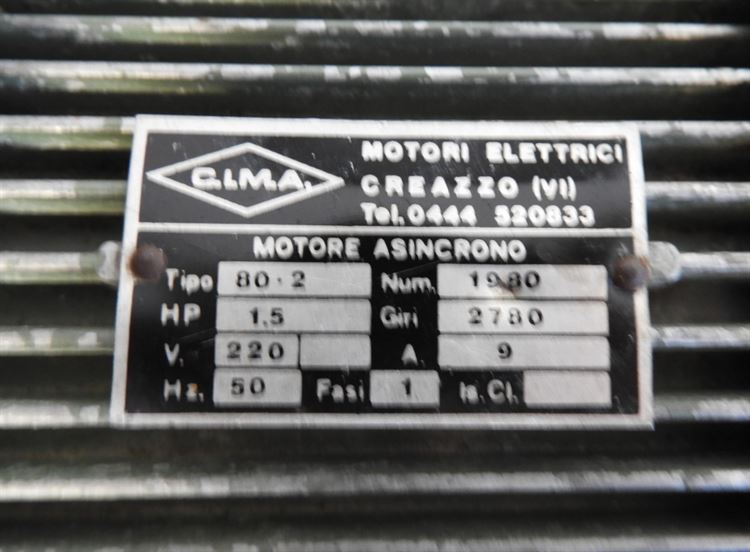 C.I.M.A.
MOTORI ELETTRICI
CREAZZO (VI)
Tel. 0444 520833
MOTORE ASINCRONO
Tipo 80·2 Num. 1980
HP 1,5 Giri 2780
V. 220 A. 9
Hz. 50 Fasi 1 Is.Cl.